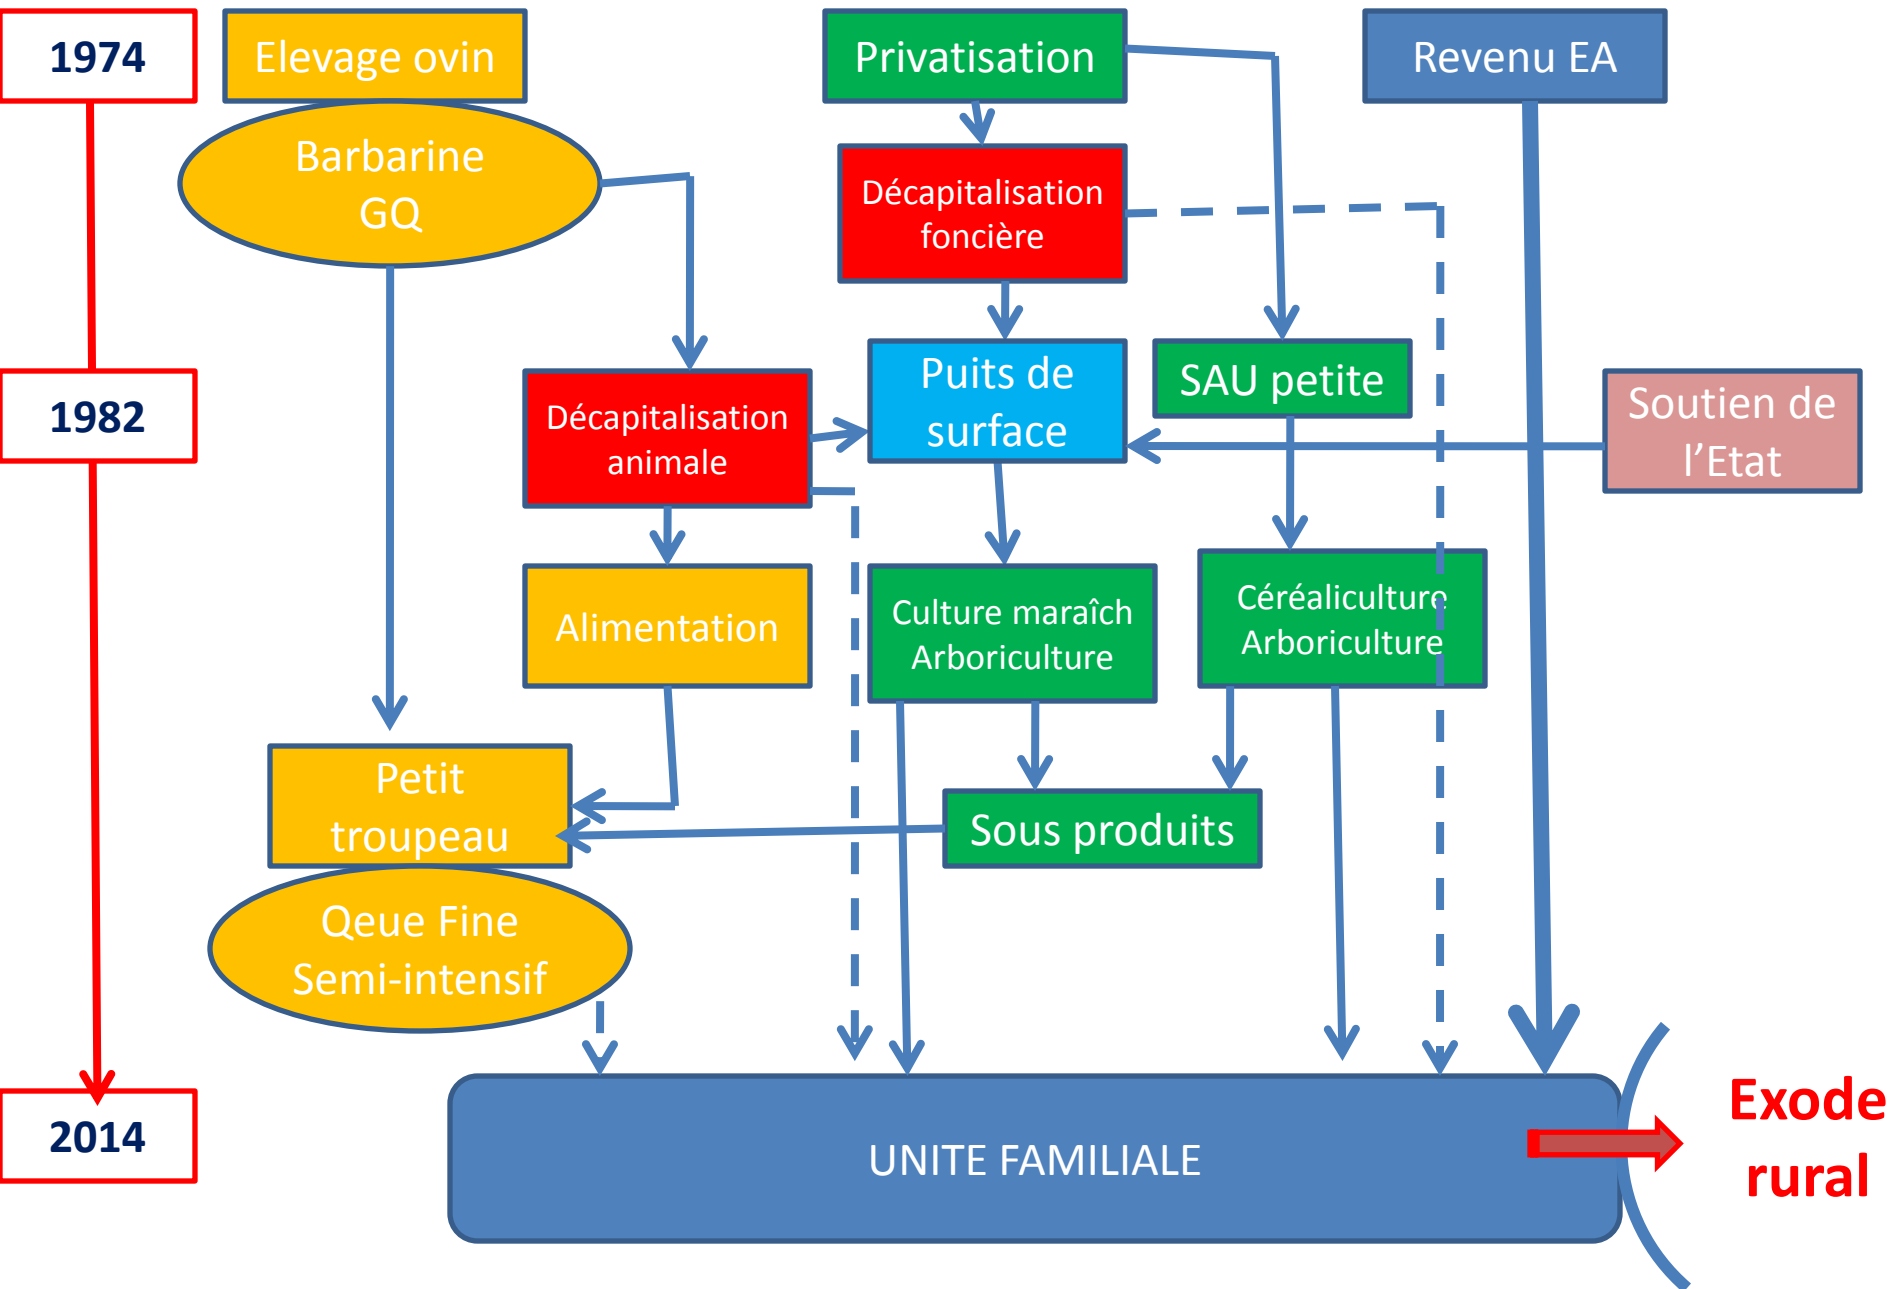 1974
Elevage ovin
Privatisation
Revenu EA
Barbarine
GQ
Décapitalisation
foncière
1982
Décapitalisation
animale
Puits de
surface
SAU petite
Soutien de
l’Etat
Alimentation
Culture maraîch
Arboriculture
Céréaliculture
Arboriculture
Petit
troupeau
Sous produits
Qeue Fine
Semi-intensif
2014
UNITE FAMILIALE
Exode
rural